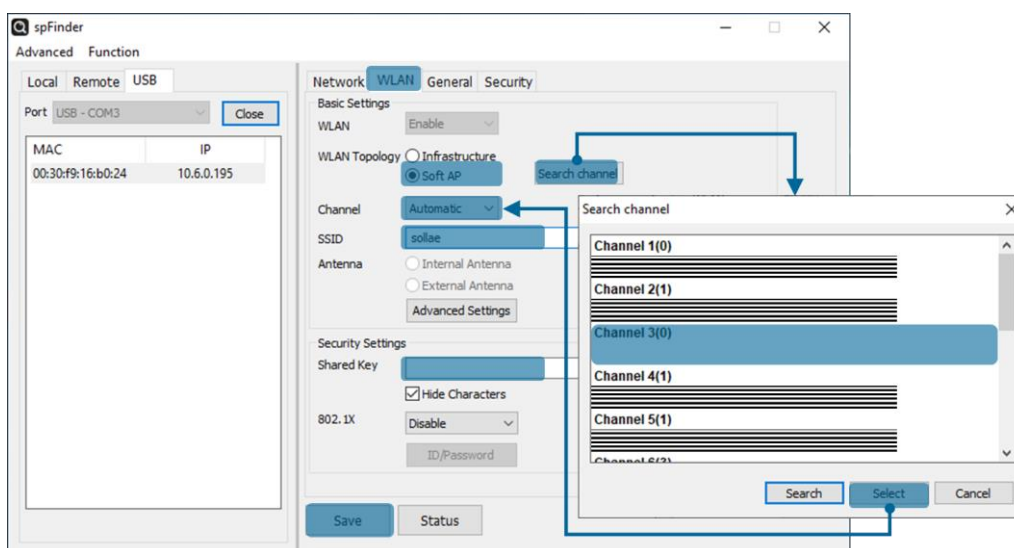 spFinder
Advanced Function
Local Remote USB
Port USB - COM3 Close
MAC IP
00:30:f9:16:b0:24 10.6.0.195
Network WLAN General Security
Basic Settings
WLAN Enable
WLAN Topology Infrastructure
Soft AP Search channel
Channel Automatic
SSID sollae
Antenna Internal Antenna
External Antenna
Advanced Settings
Security Settings
Shared Key
Hide Characters
802.1X Disable
ID/Password
Save Status
Search channel
Channel 1(0)
Channel 2(1)
Channel 3(0)
Channel 4(1)
Channel 5(1)
Search Select Cancel